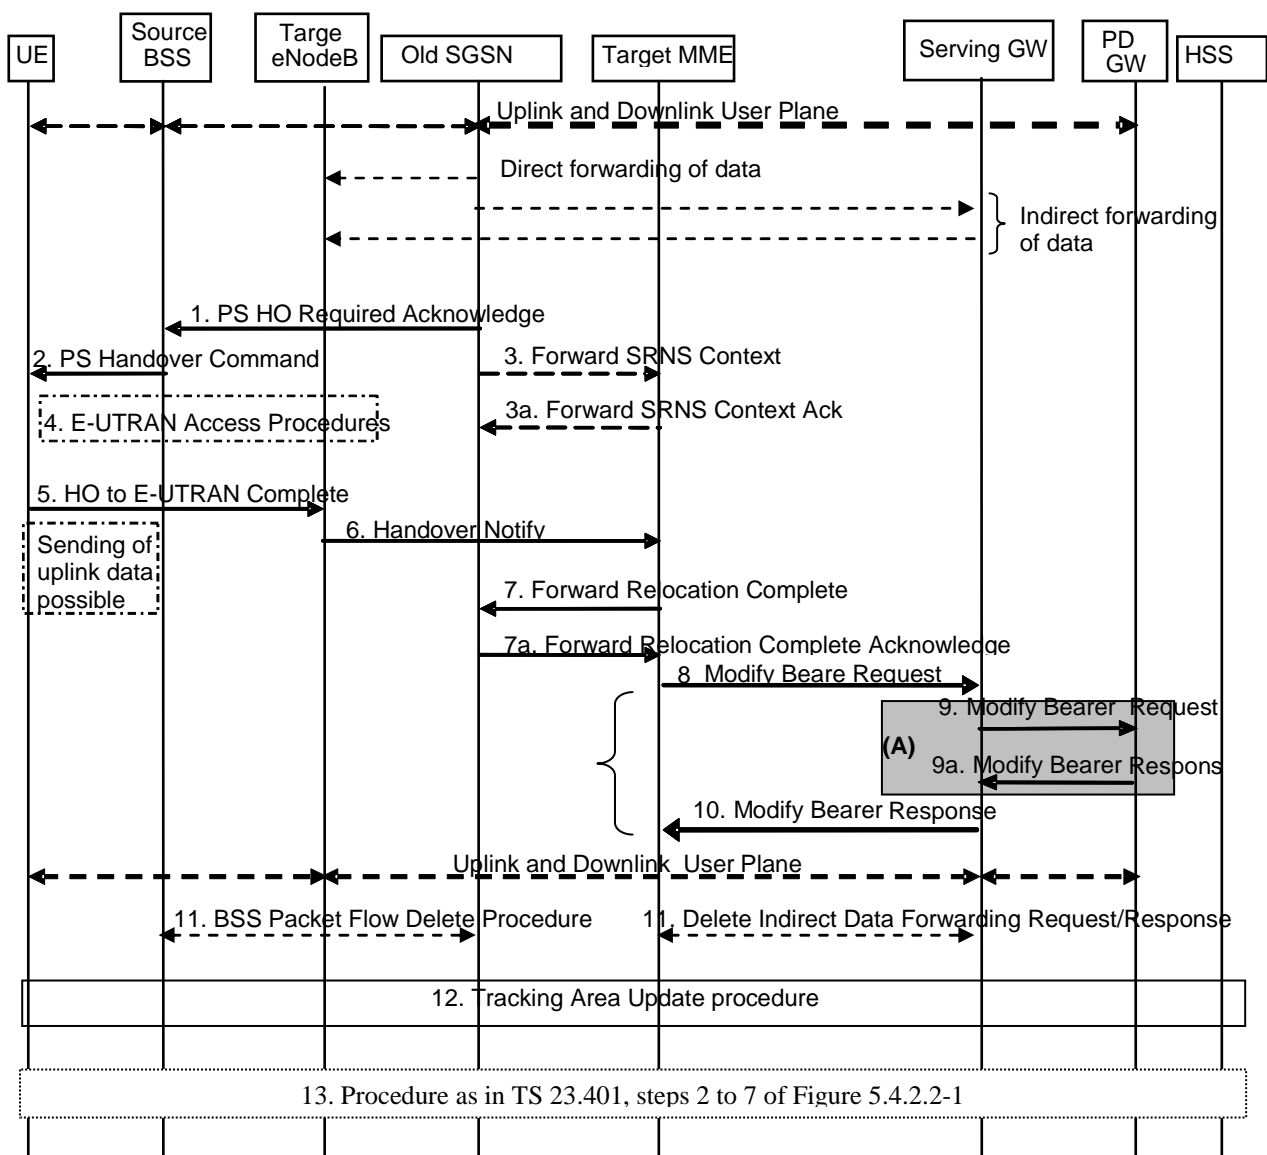 UE
Source
BSS
Targe
eNodeB
Old SGSN
Target MME
Serving GW
PD
GW
HSS
Uplink and Downlink User Plane
Direct forwarding of data
Indirect forwarding
of data
1. PS HO Required Acknowledge
2. PS Handover Command
3. Forward SRNS Context
4. E-UTRAN Access Procedures
3a. Forward SRNS Context Ack
5. HO to E-UTRAN Complete
6. Handover Notify
Sending of
uplink data
possible
7. Forward Relocation Complete
7a. Forward Relocation Complete Acknowledge
8 Modify Beare Request
9. Modify Bearer Request
(A)
9a. Modify Bearer Respons
10. Modify Bearer Response
Uplink and Downlink User Plane
11. BSS Packet Flow Delete Procedure
11. Delete Indirect Data Forwarding Request/Response
12. Tracking Area Update procedure
13. Procedure as in TS 23.401, steps 2 to 7 of Figure 5.4.2.2-1